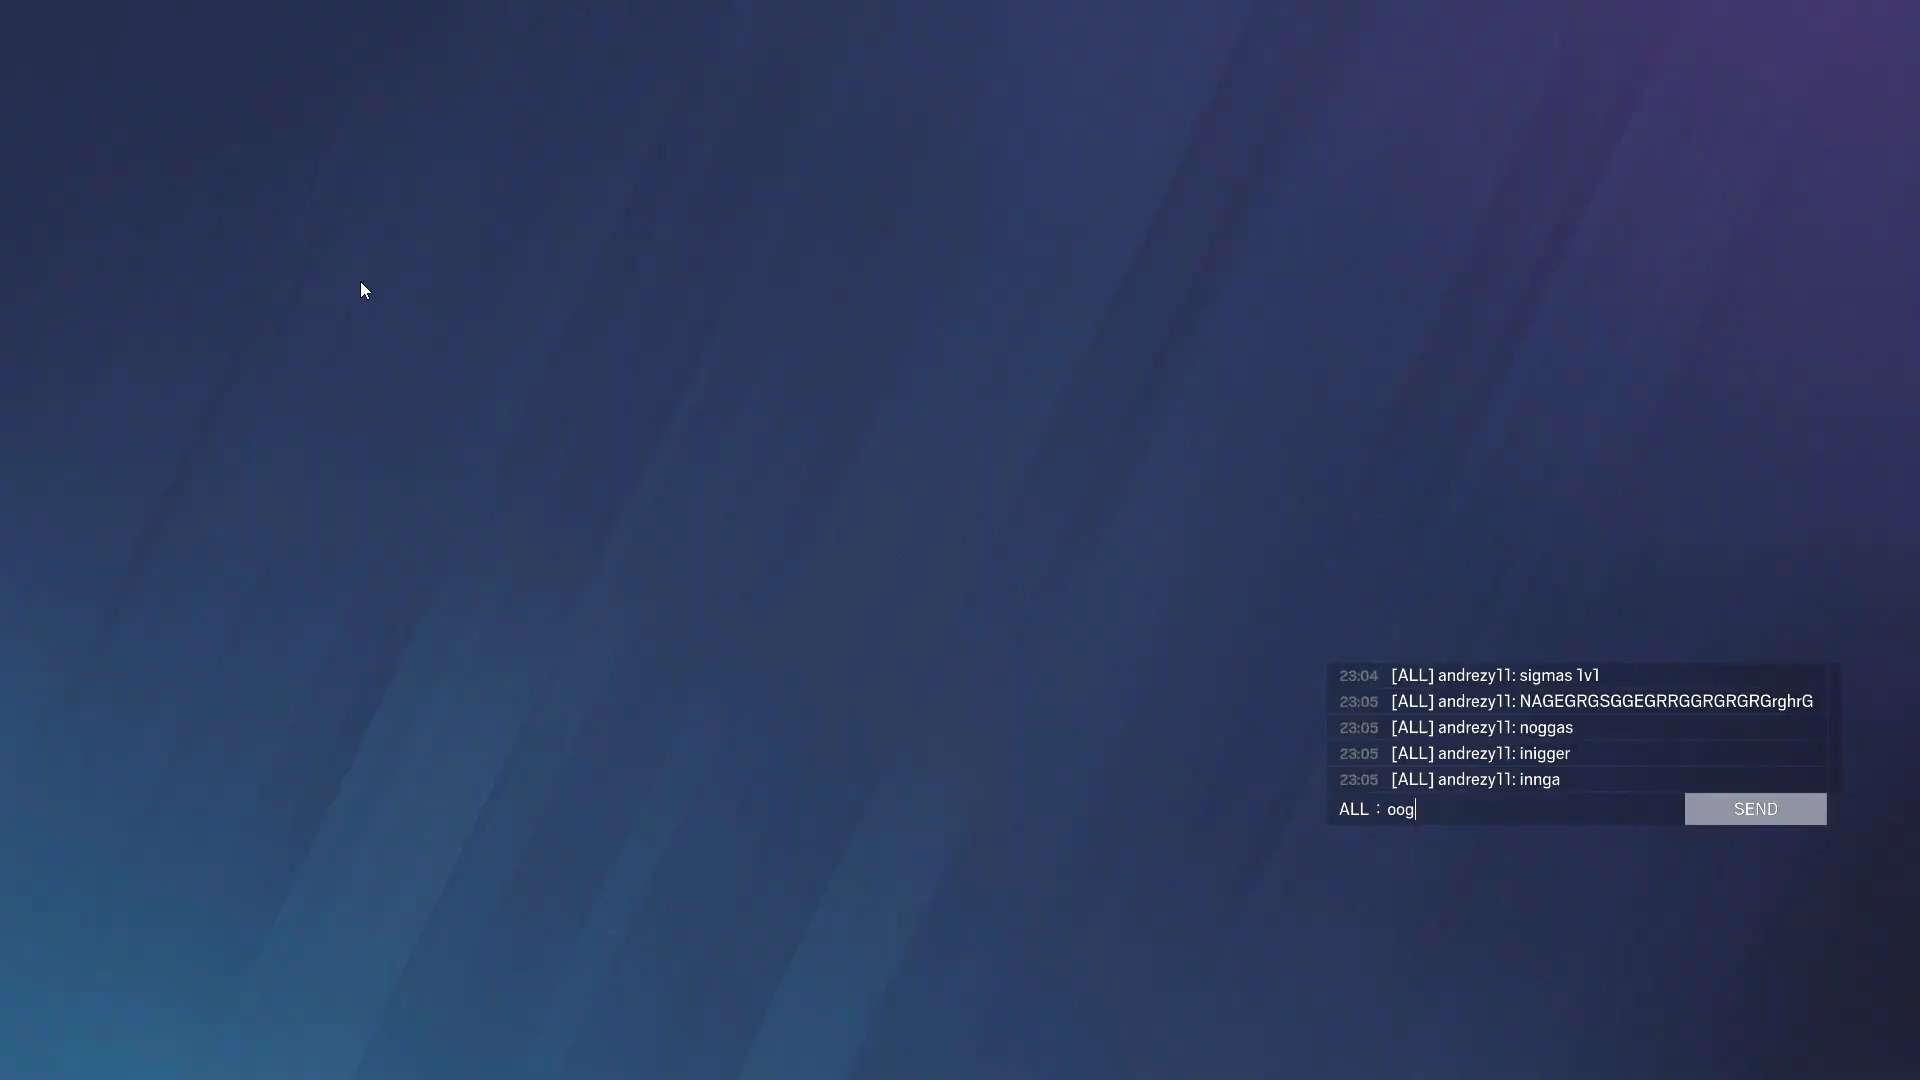 23:04 [ALL] andrezy11: sigmas 1v1
23:05 [ALL] andrezy11: NAGEGRGSGGEGRRGGRGRGRGrghrG
23:05 [ALL] andrezy11: noggas
23:05 [ALL] andrezy11: inigger
23:05 [ALL] andrezy11: innga
ALL : oog
SEND